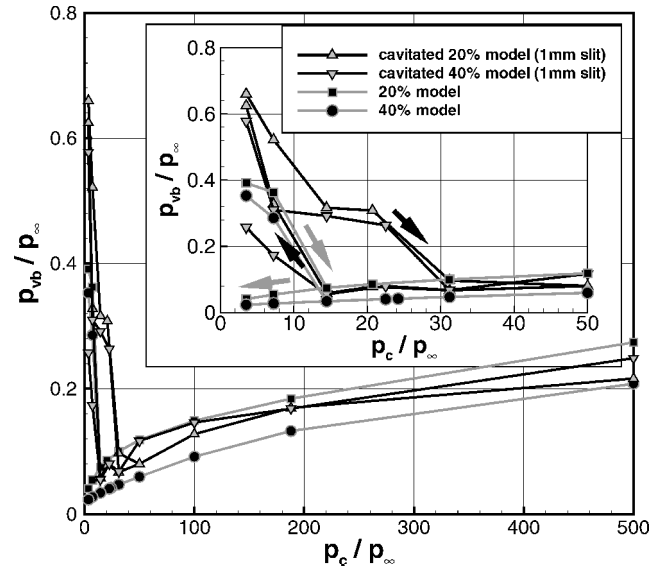 0.8
0.6
0.4
0.2
0
p_vb / p_∞
0.8
0.6
0.4
0.2
0
p_vb / p_∞
cavitated 20% model (1mm slit)
cavitated 40% model (1mm slit)
20% model
40% model
0 10 20 30 40 50
p_c / p_∞
0 100 200 300 400 500
p_c / p_∞